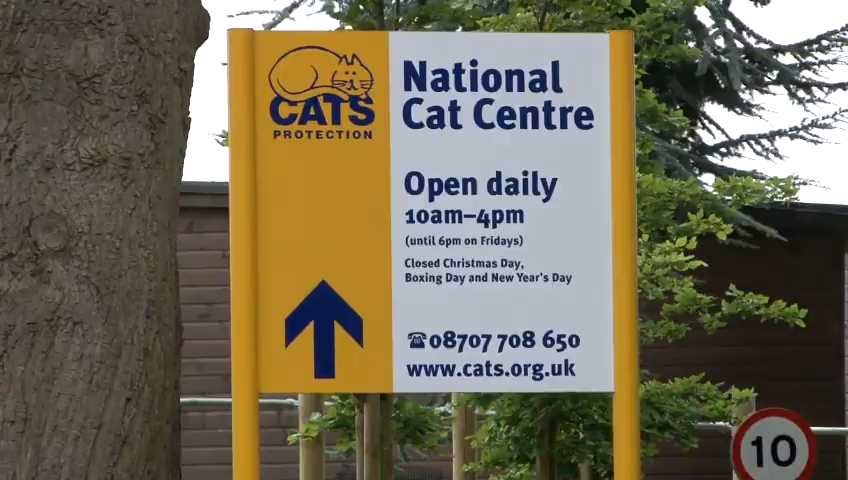 CATS
PROTECTION
National
Cat Centre
Open daily
10am–4pm
(until 6pm on Fridays)
Closed Christmas Day,
Boxing Day and New Year's Day
☎08707 708 650
www.cats.org.uk
10